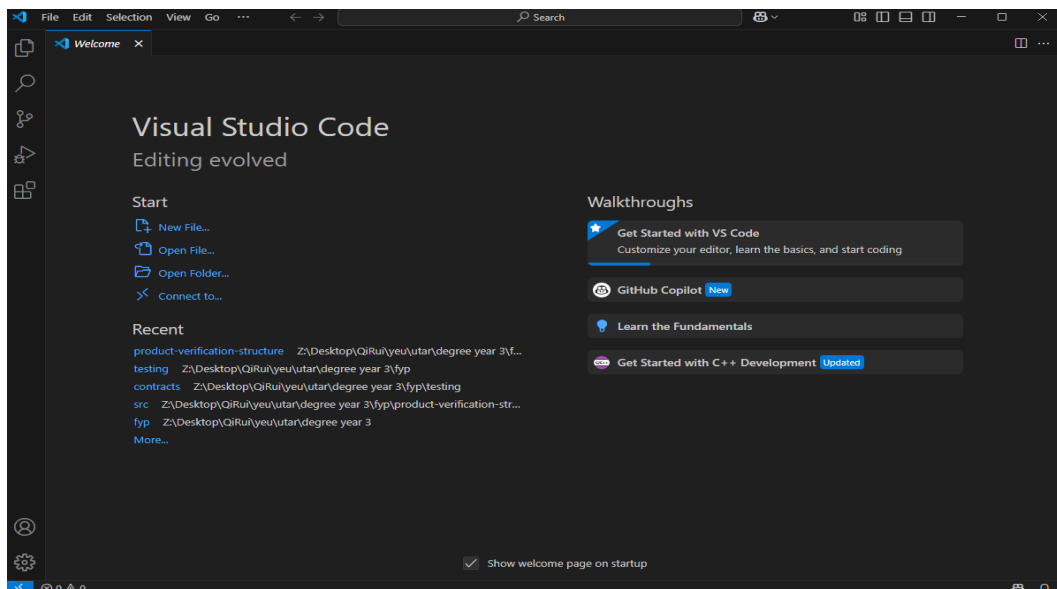 File Edit Selection View Go ··· Search
Welcome
Visual Studio Code
Editing evolved
Start
New File...
Open File...
Open Folder...
Connect to...
Recent
product-verification-structure Z:\Desktop\QiRui\yeu\utar\degree year 3\f...
testing Z:\Desktop\QiRui\yeu\utar\degree year 3\fyp
contracts Z:\Desktop\QiRui\yeu\utar\degree year 3\fyp\testing
src Z:\Desktop\QiRui\yeu\utar\degree year 3\fyp\product-verification-str...
fyp Z:\Desktop\QiRui\yeu\utar\degree year 3
More...
Walkthroughs
Get Started with VS Code
Customize your editor, learn the basics, and start coding
GitHub Copilot New
Learn the Fundamentals
Get Started with C++ Development Updated
Show welcome page on startup
0 0